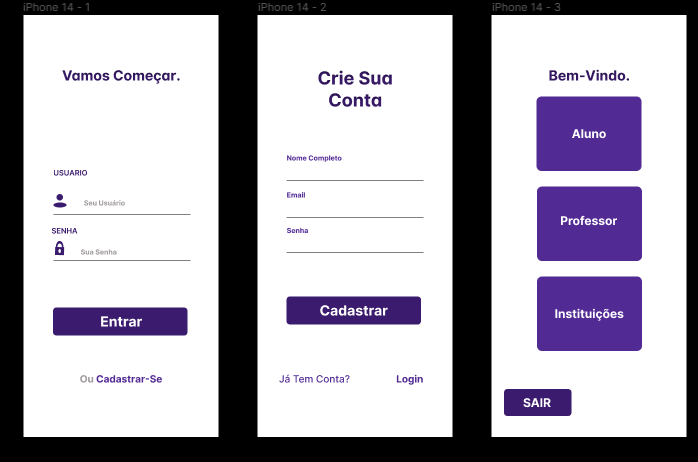 iPhone 14 - 1
Vamos Começar.
USUARIO
Seu Usuário
SENHA
Sua Senha
Entrar
Ou Cadastrar-Se
iPhone 14 - 2
Crie Sua
Conta
Nome Completo
Email
Senha
Cadastrar
Já Tem Conta? Login
iPhone 14 - 3
Bem-Vindo.
Aluno
Professor
Instituições
SAIR